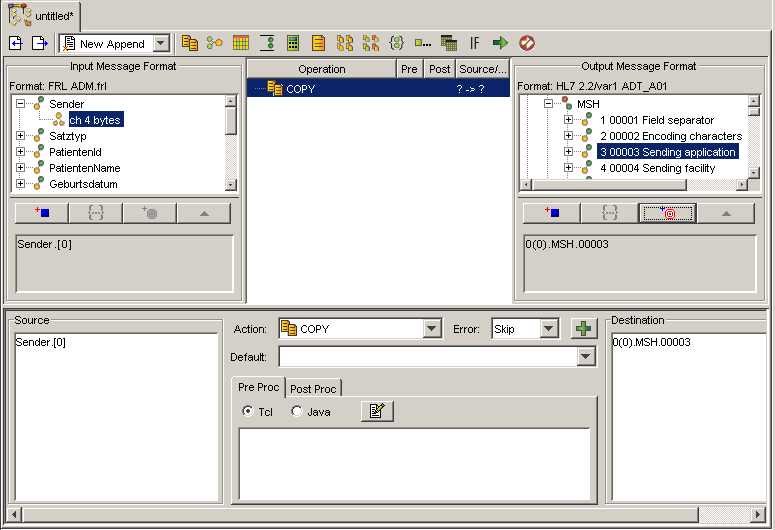 untitled*
New Append
IF
Input Message Format
Format: FRL ADM.frl
Sender
ch 4 bytes
Satztyp
PatientenId
PatientenName
Geburtsdatum
{...}
Sender.[0]
Operation Pre Post Source/...
COPY ? -> ?
Output Message Format
Format: HL7 2.2/var1 ADT_A01
MSH
1 00001 Field separator
2 00002 Encoding characters
3 00003 Sending application
4 00004 Sending facility
{...}
0(0).MSH.00003
Source
Sender.[0]
Action: COPY Error: Skip
Default:
Pre Proc Post Proc
Tcl Java
Destination
0(0).MSH.00003